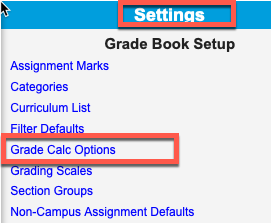 Settings
Grade Book Setup
Assignment Marks
Categories
Curriculum List
Filter Defaults
Grade Calc Options
Grading Scales
Section Groups
Non-Campus Assignment Defaults